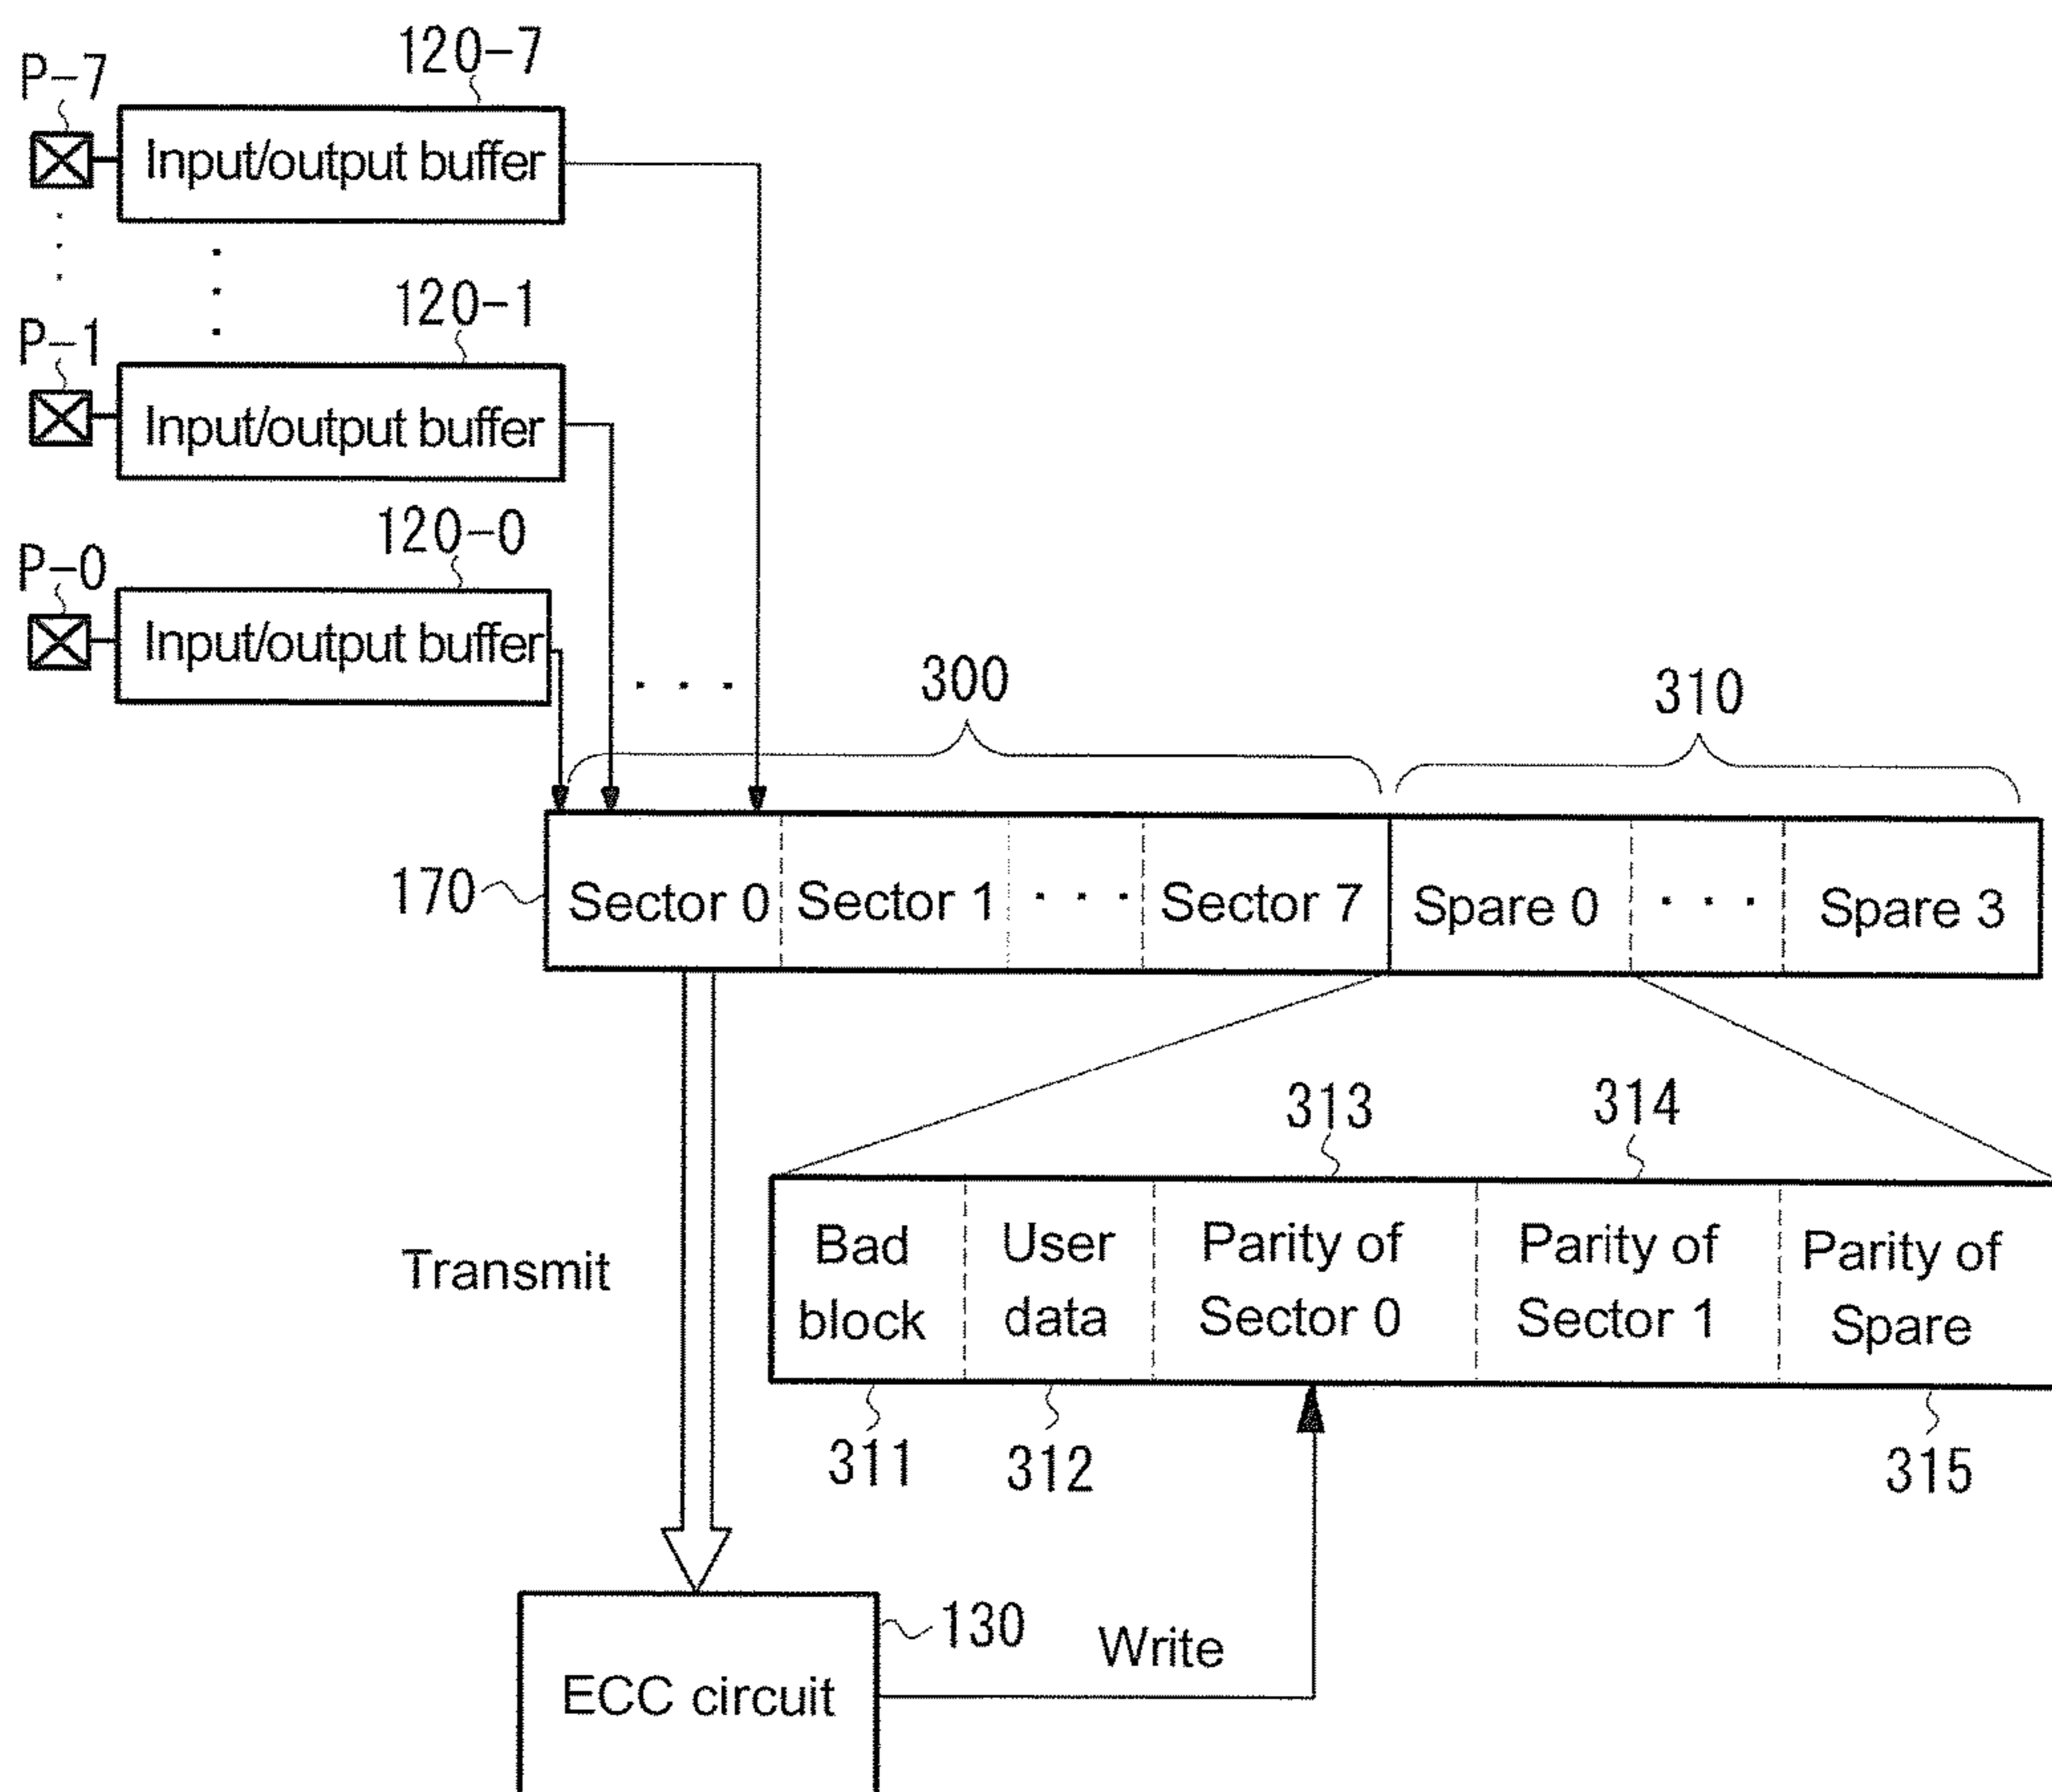 120-7
P-7
Input/output buffer
120-1
P-1
Input/output buffer
120-0
P-0
Input/output buffer
300
310
170
Sector 0
Sector 1
. . .
Sector 7
Spare 0
. . .
Spare 3
313
314
Transmit
Bad
block
User
data
Parity of
Sector 0
Parity of
Sector 1
Parity of
Spare
311
312
315
130
Write
ECC circuit